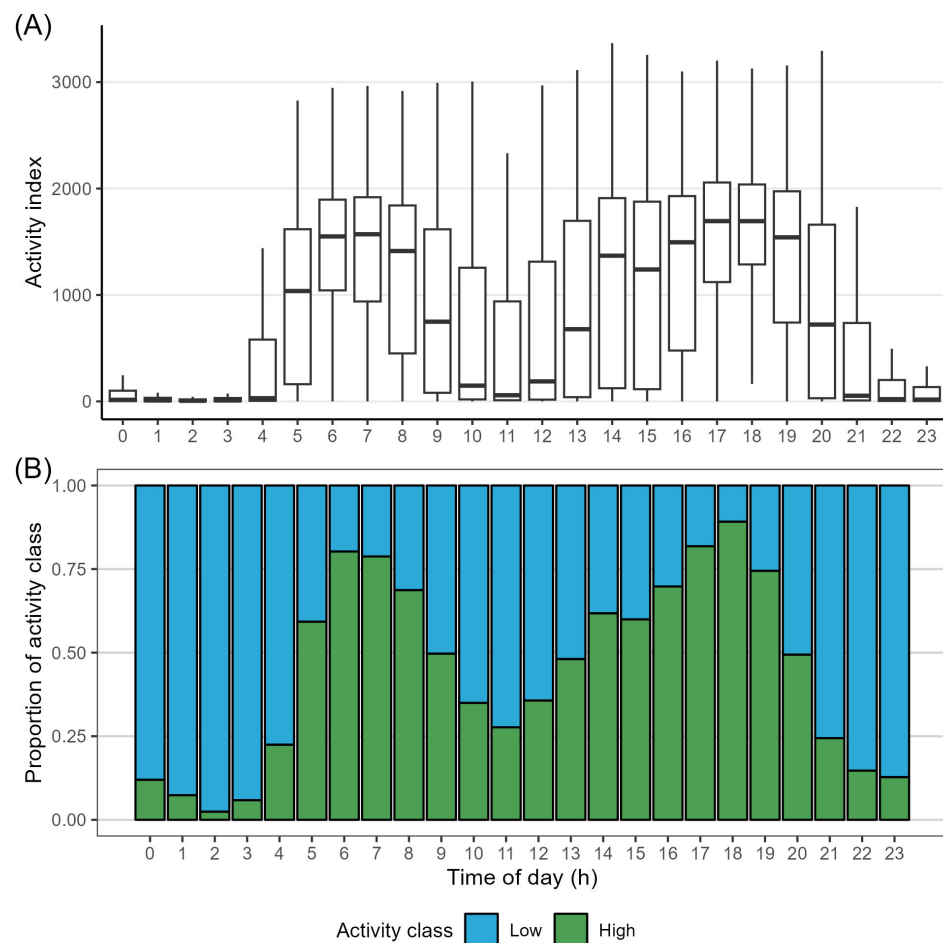 (A)
Activity index
3000
2000
1000
0
0 1 2 3 4 5 6 7 8 9 10 11 12 13 14 15 16 17 18 19 20 21 22 23
(B)
Proportion of activity class
1.00
0.75
0.50
0.25
0.00
0 1 2 3 4 5 6 7 8 9 10 11 12 13 14 15 16 17 18 19 20 21 22 23
Time of day (h)
Activity class Low High